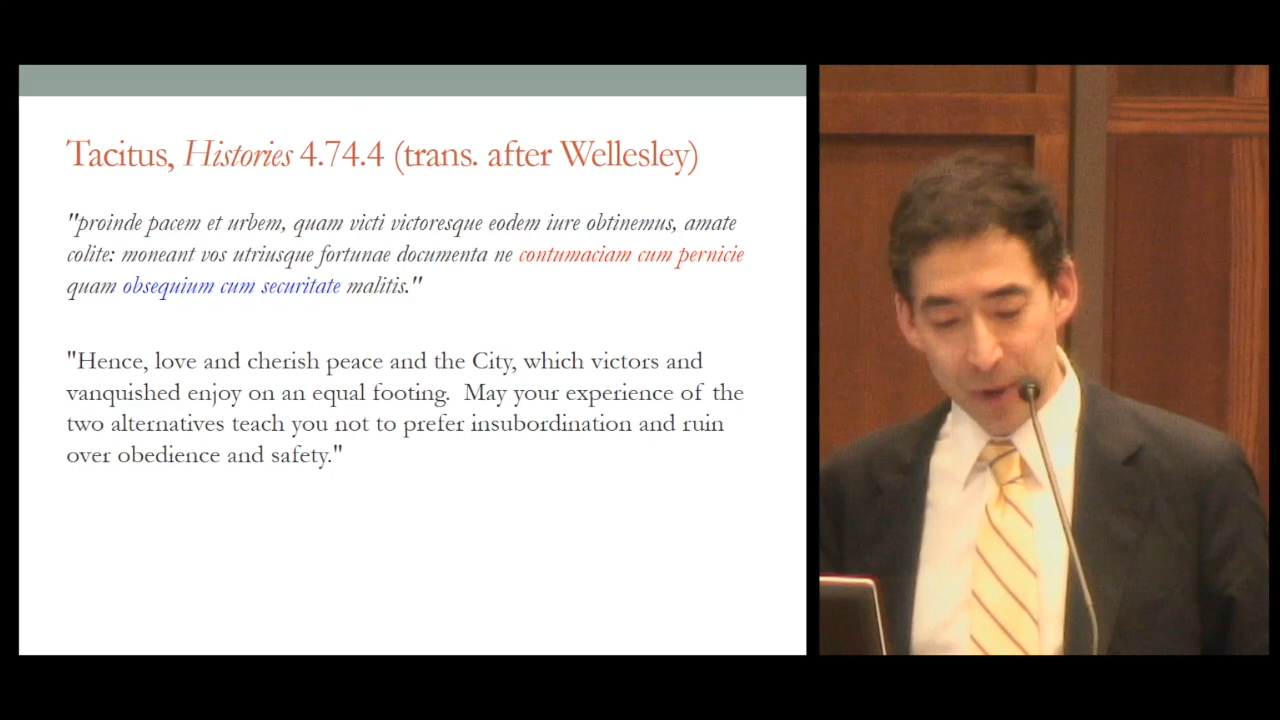 Tacitus, Histories 4.74.4 (trans. after Wellesley)
"proinde pacem et urbem, quam victi victoresque eodem iure obtinemus, amate
colite: moneant vos utriusque fortunae documenta ne contumaciam cum pernicie
quam obsequium cum securitate malitis."
"Hence, love and cherish peace and the City, which victors and
vanquished enjoy on an equal footing.  May your experience of the
two alternatives teach you not to prefer insubordination and ruin
over obedience and safety."